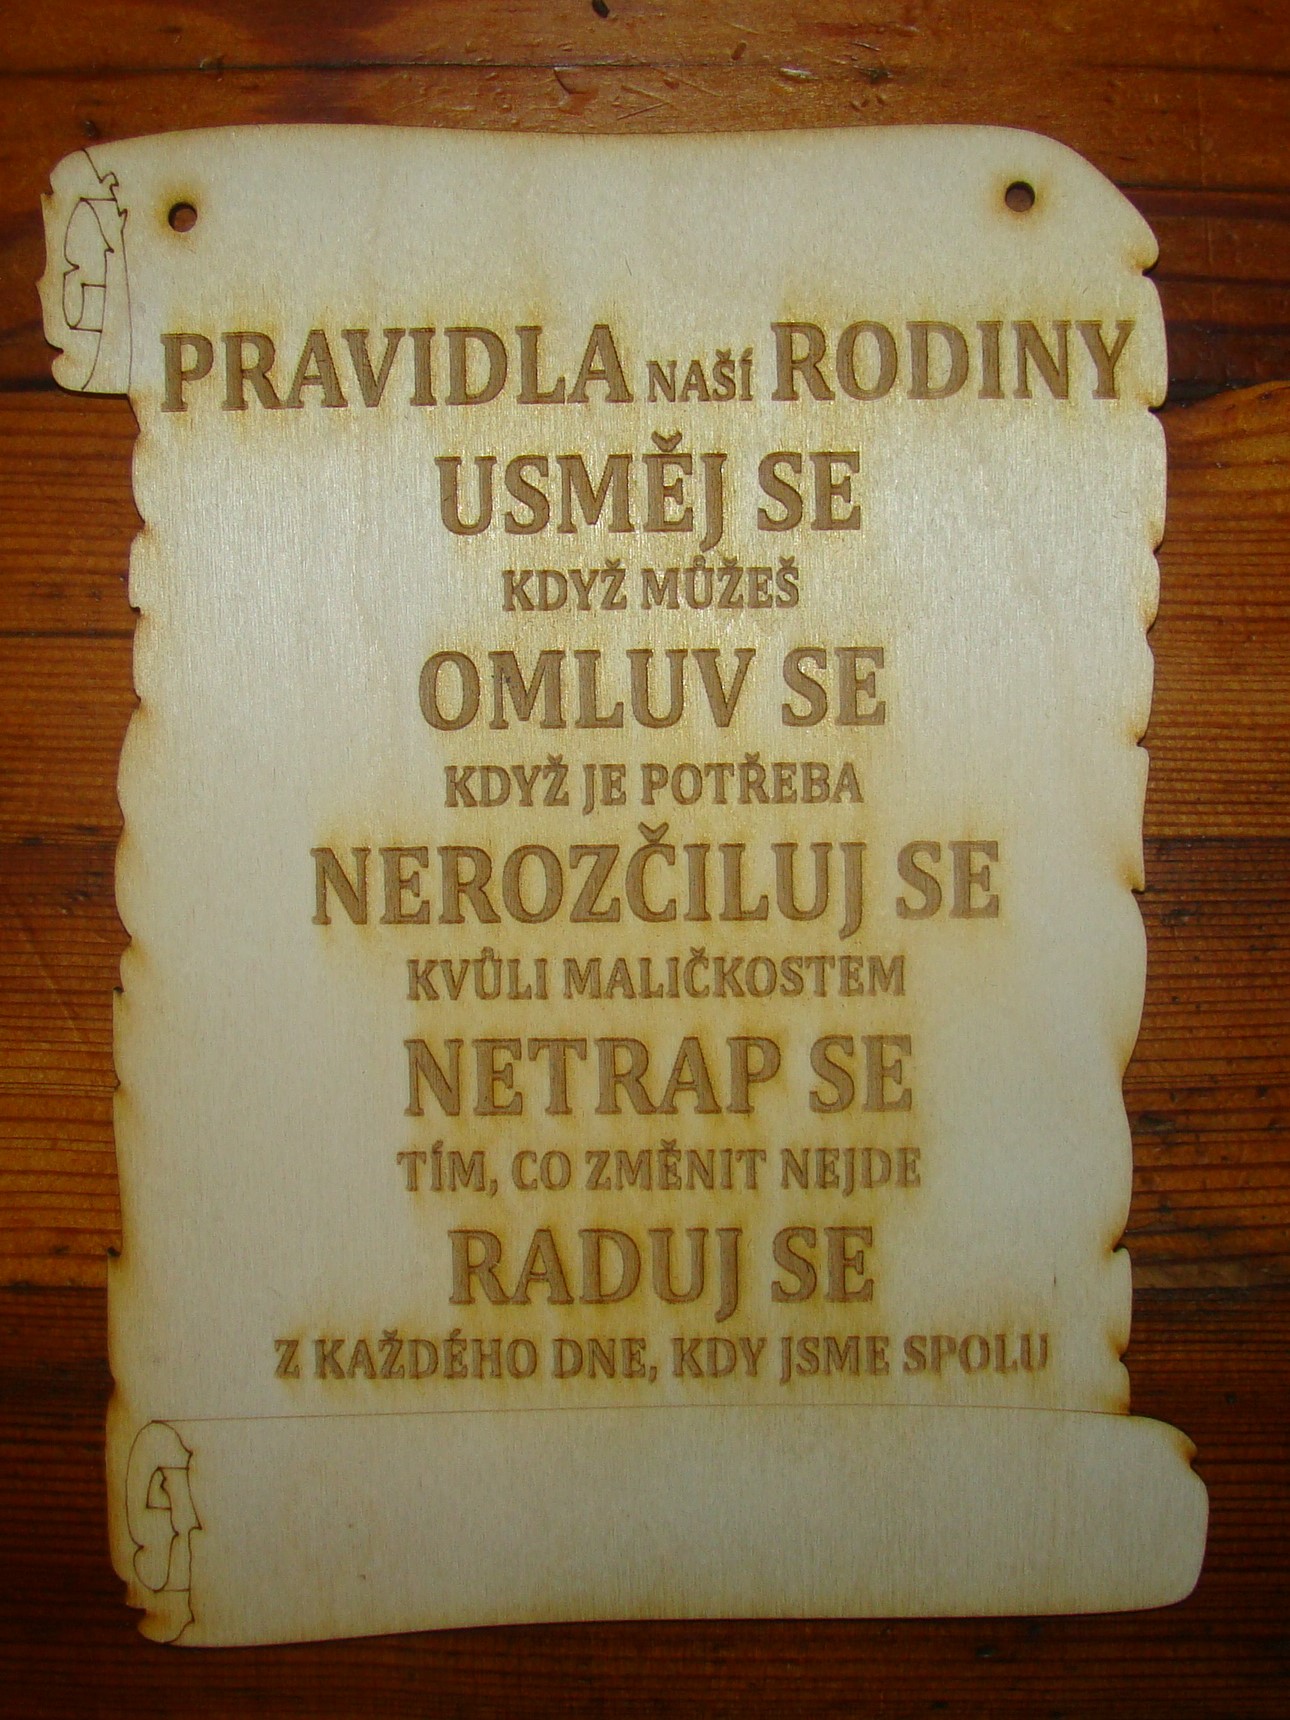 PRAVIDLA NAŠÍ RODINY
USMĚJ SE
KDYŽ MŮŽEŠ
OMLUV SE
KDYŽ JE POTŘEBA
NEROZČILUJ SE
KVŮLI MALIČKOSTEM
NETRAP SE
TÍM, CO ZMĚNIT NEJDE
RADUJ SE
Z KAŽDÉHO DNE, KDY JSME SPOLU